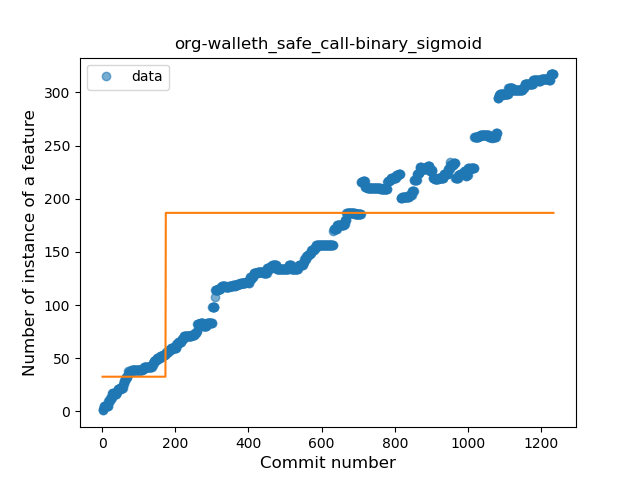 org-walleth_safe_call-binary_sigmoid
data
Number of instance of a feature
300
250
200
150
100
50
0
0 200 400 600 800 1000 1200
Commit number